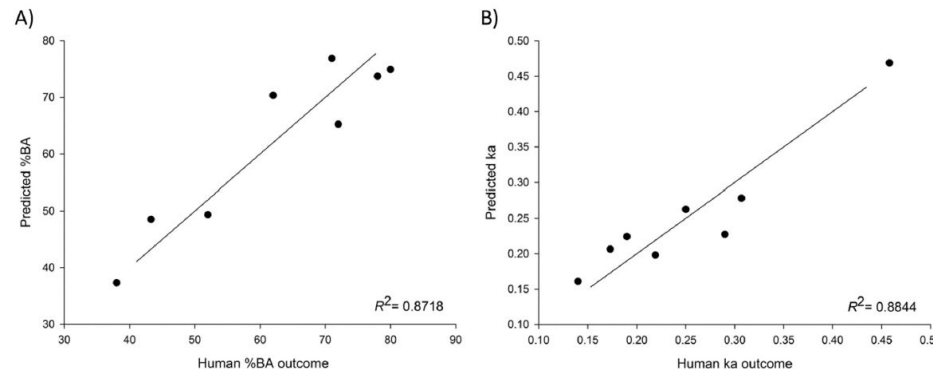 A)
80
70
60
50
40
30
Predicted %BA
30 40 50 60 70 80 90
Human %BA outcome
R²= 0.8718
B)
0.50
0.45
0.40
0.35
0.30
0.25
0.20
0.15
0.10
Predicted ka
0.10 0.15 0.20 0.25 0.30 0.35 0.40 0.45
Human ka outcome
R²= 0.8844